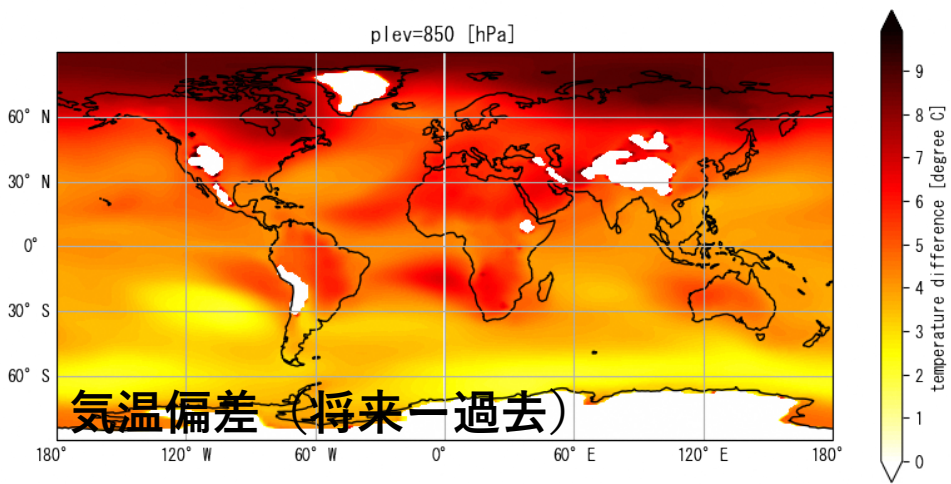 plev=850 [hPa]
60° N
30° N
0°
30° S
60° S
180°
120° W
60° W
0°
60° E
120° E
180°
気温偏差（将来ー過去）
9
8
7
6
5
4
3
2
1
0
temperature difference [degree C]